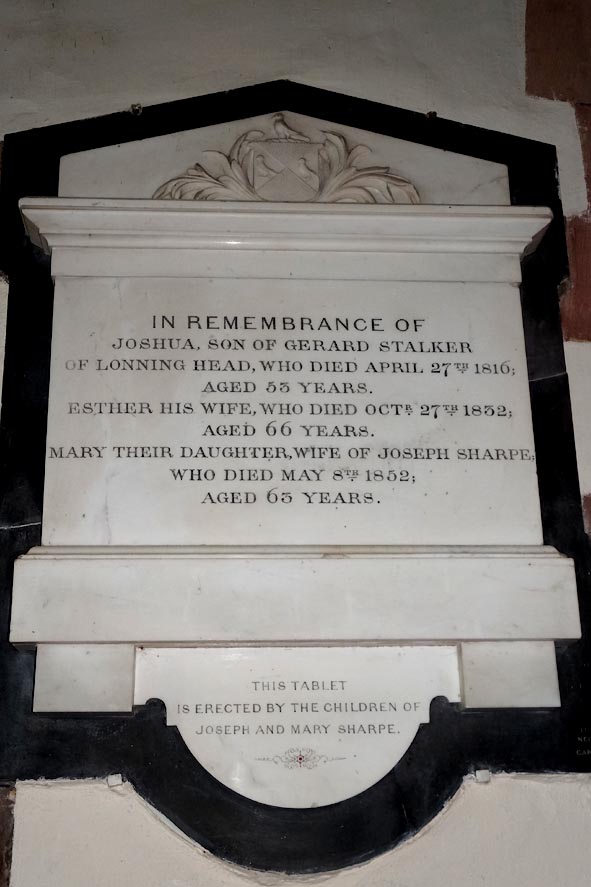 IN REMEMBRANCE OF
JOSHUA, SON OF GERARD STALKER
OF LONNING HEAD, WHO DIED APRIL 27TH 1816;
AGED 53 YEARS.
ESTHER HIS WIFE, WHO DIED OCTR. 27TH 1832;
AGED 66 YEARS.
MARY THEIR DAUGHTER, WIFE OF JOSEPH SHARPE;
WHO DIED MAY 8TH 1852;
AGED 63 YEARS.
THIS TABLET
IS ERECTED BY THE CHILDREN OF
JOSEPH AND MARY SHARPE.